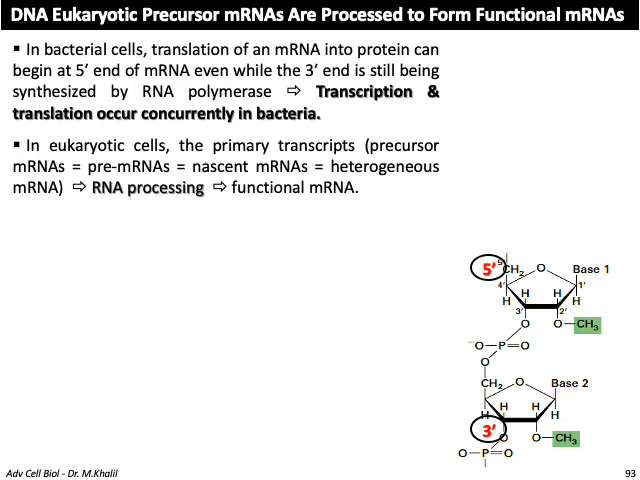 DNA Eukaryotic Precursor mRNAs Are Processed to Form Functional mRNAs
▪ In bacterial cells, translation of an mRNA into protein can
begin at 5′ end of mRNA even while the 3′ end is still being
synthesized by RNA polymerase ⇨ Transcription &
translation occur concurrently in bacteria.
▪ In eukaryotic cells, the primary transcripts (precursor
mRNAs = pre-mRNAs = nascent mRNAs = heterogeneous
mRNA) ⇨ RNA processing ⇨ functional mRNA.
5′ 5′ CH₂ O Base 1
4′ H H 1′
H 3′ 2′ H
O O–CH₃
⁻O–P=O
O
CH₂ O Base 2
H H
H H
3′ O O–CH₃
O–P=O
Adv Cell Biol - Dr. M.Khalil
93